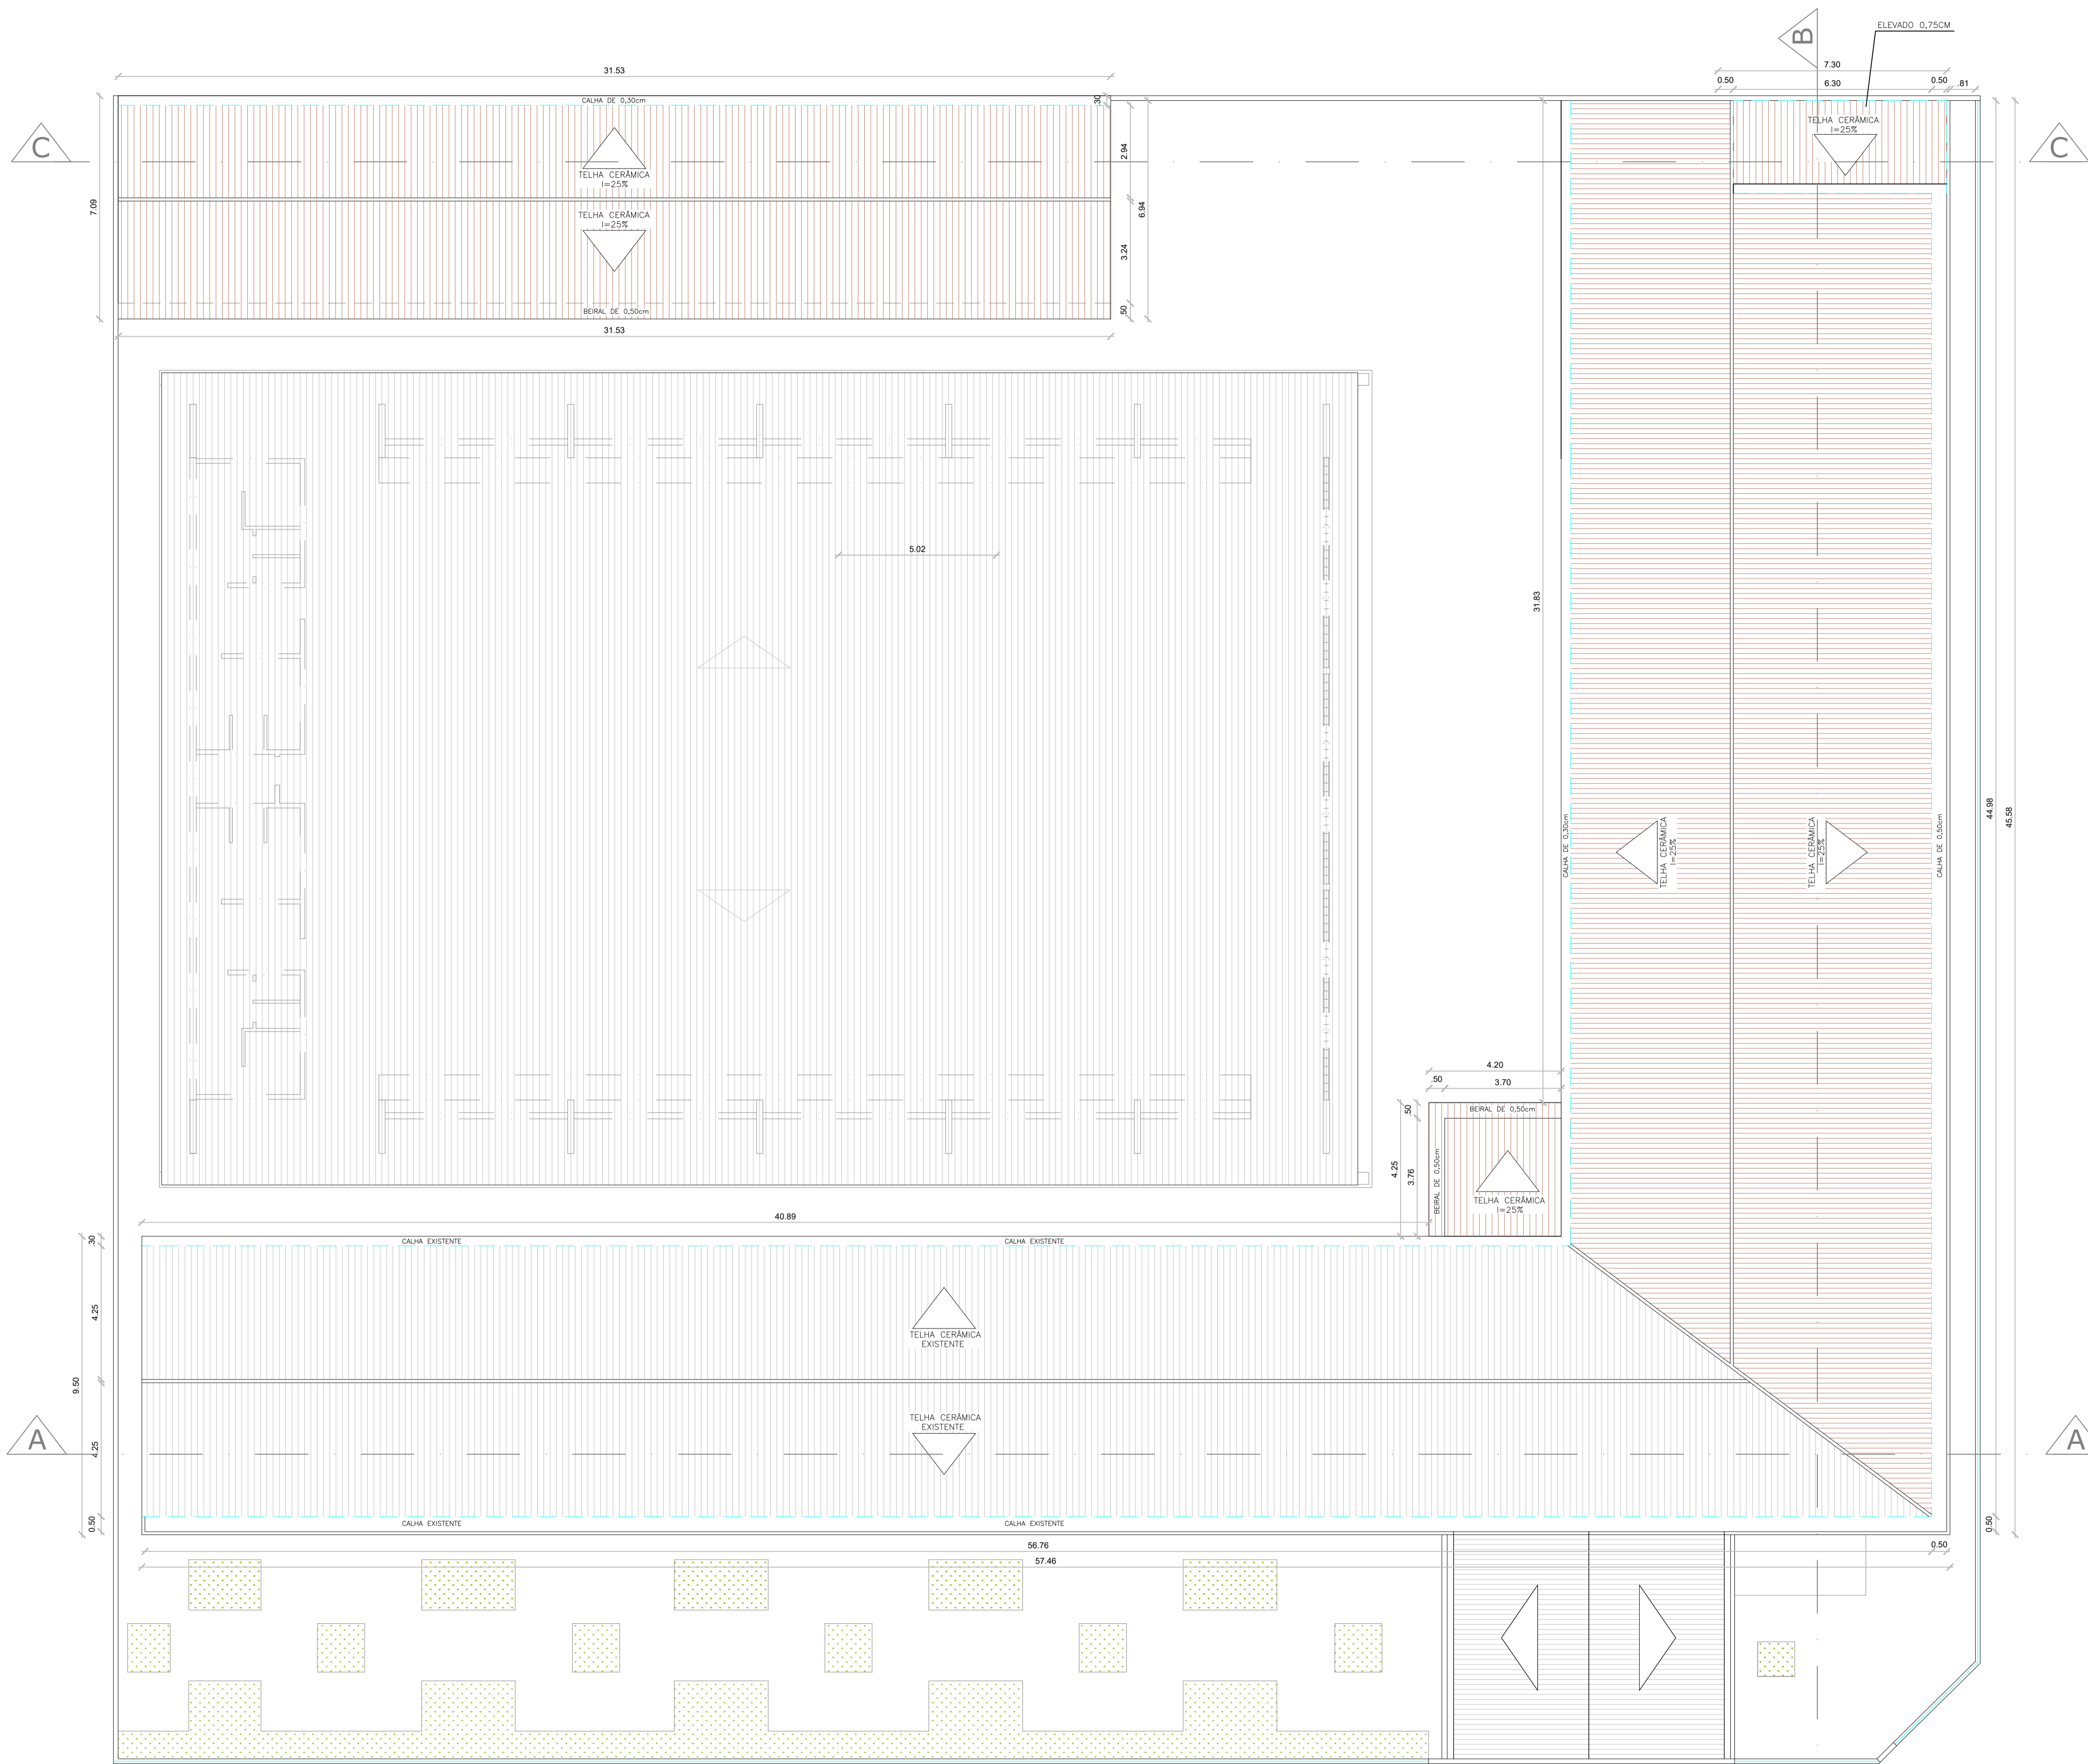 B
ELEVADO 0,75CM
7.30
0.50
6.30
0.50
.81
31.53
CALHA DE 0,30cm
.30
TELHA CERÂMICA
I=25%
C
C
2.94
TELHA CERÂMICA
I=25%
7.09
6.94
TELHA CERÂMICA
I=25%
3.24
BEIRAL DE 0,50cm
.50
31.53
5.02
31.83
CALHA DE 0,30cm
TELHA CERÂMICA
I=25%
TELHA CERÂMICA
I=25%
CALHA DE 0,50cm
44.98
45.58
4.20
.50
3.70
BEIRAL DE 0,50cm
.50
4.25
3.76
BEIRAL DE 0,50cm
TELHA CERÂMICA
I=25%
40.89
.30
CALHA EXISTENTE
CALHA EXISTENTE
4.25
TELHA CERÂMICA
EXISTENTE
9.50
TELHA CERÂMICA
EXISTENTE
A
A
4.25
0.50
CALHA EXISTENTE
CALHA EXISTENTE
0.50
56.76
0.50
57.46